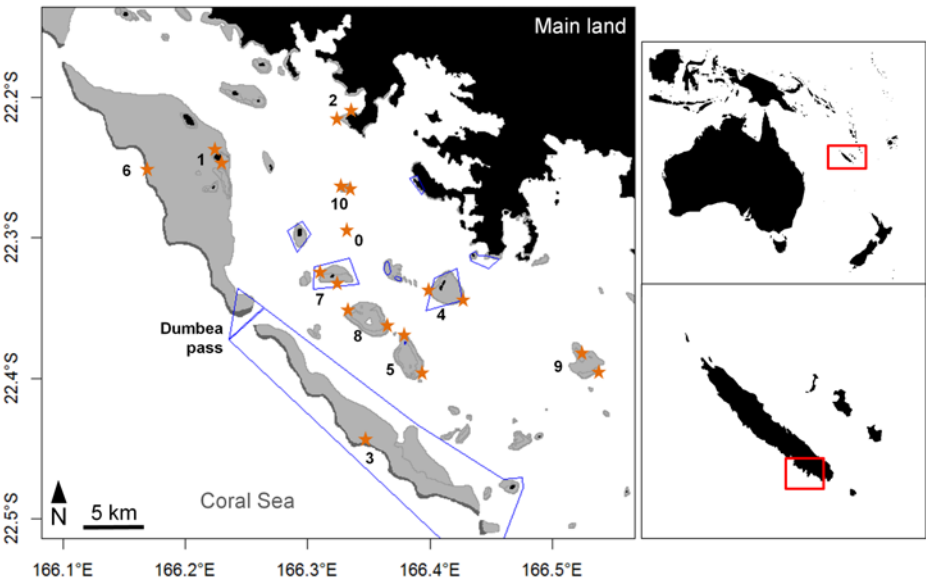 Main land
22.2°S
22.3°S
22.4°S
22.5°S
2
1
6
10
0
7
4
8
5
9
3
Dumbea
pass
Coral Sea
N
5 km
166.1°E
166.2°E
166.3°E
166.4°E
166.5°E